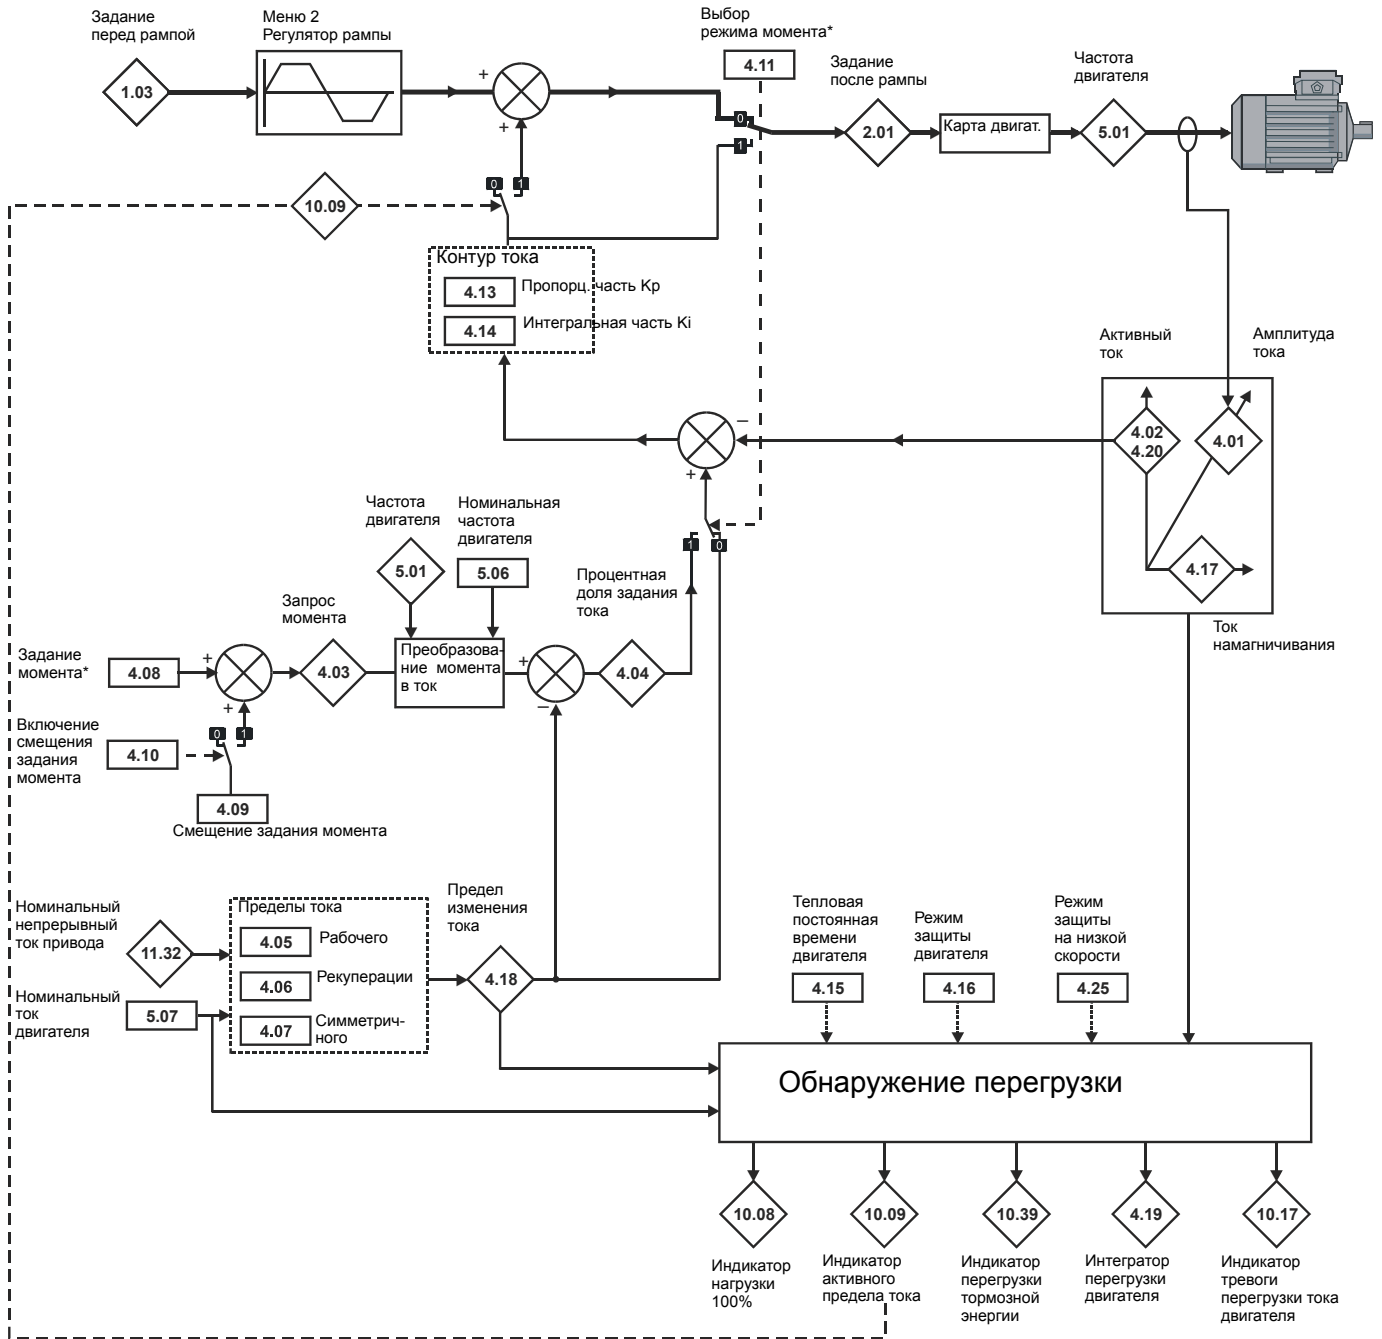 Задание
перед рампой
1.03
Меню 2
Регулятор рампы
+
+
Выбор
режима момента*
4.11
0
1
Задание
после рампы
2.01
Карта двигат.
Частота
двигателя
5.01
10.09
0
1
Контур тока
4.13
Пропорц. часть Kp
4.14
Интегральная часть Ki
Активный
ток
Амплитуда
тока
4.02
4.20
4.01
4.17
Ток
намагничивания
–
+
1
0
Частота
двигателя
5.01
Номинальная
частота
двигателя
5.06
Процентная
доля задания
тока
Запрос
момента
Задание
момента*
4.08
+
+
4.03
Преобразова-
ние момента
в ток
+
–
4.04
Включение
смещения
задания
момента
4.10
0
1
4.09
Смещение задания момента
Номинальный
непрерывный
ток привода
11.32
Номинальный
ток
двигателя
5.07
Пределы тока
4.05
Рабочего
4.06
Рекуперации
4.07
Симметрич-
ного
Предел
изменения
тока
4.18
Тепловая
постоянная
времени
двигателя
4.15
Режим
защиты
двигателя
4.16
Режим
защиты
на низкой
скорости
4.25
Обнаружение перегрузки
10.08
Индикатор
нагрузки
100%
10.09
Индикатор
активного
предела тока
10.39
Индикатор
перегрузки
тормозной
энергии
4.19
Интегратор
перегрузки
двигателя
10.17
Индикатор
тревоги
перегрузки тока
двигателя